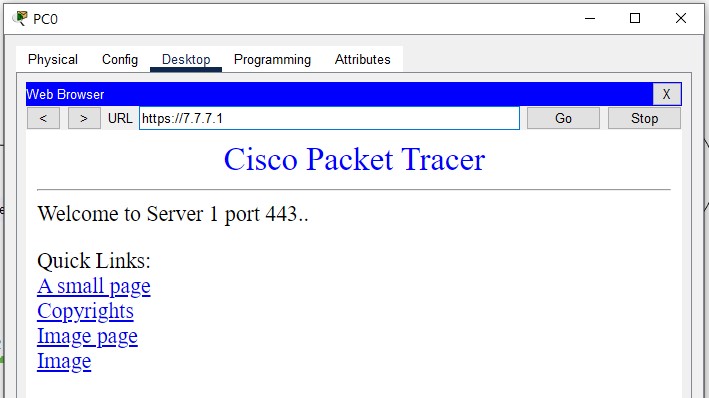 PC0
Physical Config Desktop Programming Attributes
Web Browser X
< > URL https://7.7.7.1 Go Stop
Cisco Packet Tracer
Welcome to Server 1 port 443..
Quick Links:
A small page
Copyrights
Image page
Image